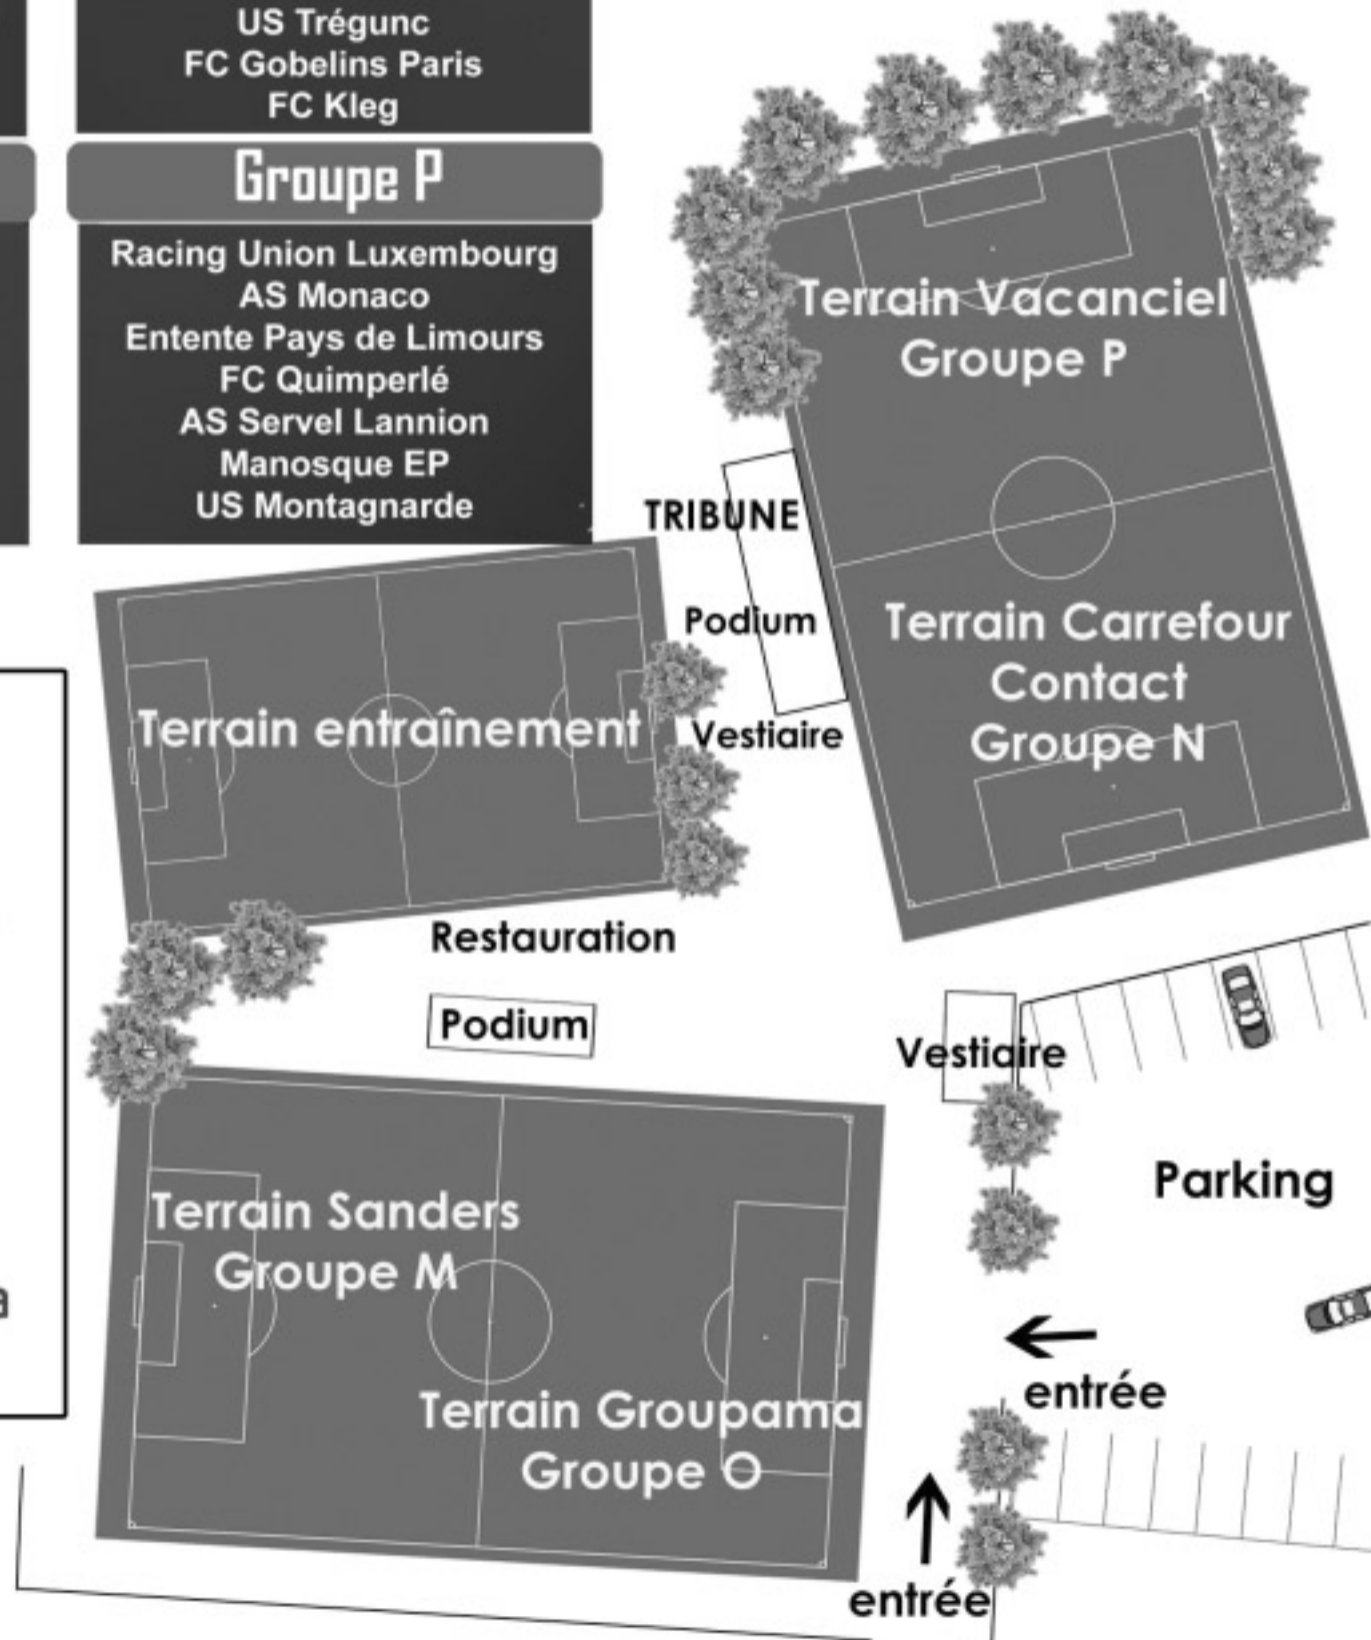 US Trégunc
FC Gobelins Paris
FC Kleg
Groupe P
Racing Union Luxembourg
AS Monaco
Entente Pays de Limours
FC Quimperlé
AS Servel Lannion
Manosque EP
US Montagnarde
Terrain Vacanciel
Groupe P
TRIBUNE
Podium
Vestiaire
Terrain Carrefour
Contact
Groupe N
Terrain entraînement
Restauration
Podium
Vestiaire
Parking
Terrain Sanders
Groupe M
Terrain Groupama
Groupe O
entrée
entrée